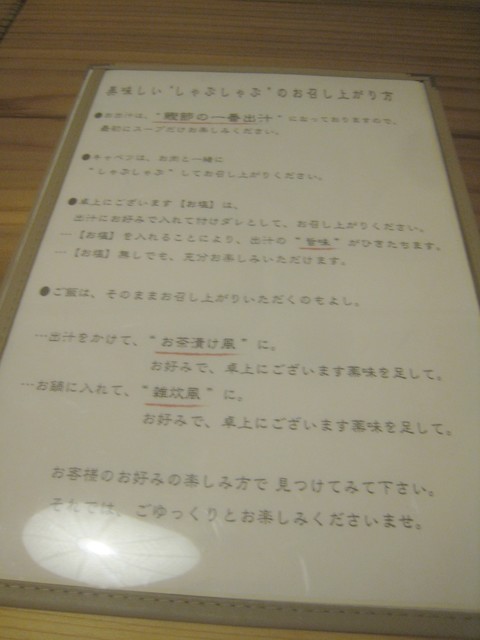 美味しい"しゃぶしゃぶ"のお召し上がり方
●お出汁は、"鰹節の一番出汁"になっておりますので、
最初にスープだけお楽しみください。
●キャベツは、お肉と一緒に
"しゃぶしゃぶ"してお召し上がりください。
●卓上にございます【お塩】は、
出汁にお好みで入れて付けダレとして、お召し上がりください。
…【お塩】を入れることにより、出汁の"旨味"がひきたちます。
…【お塩】無しでも、充分お楽しみいただけます。
●ご飯は、そのままお召し上がりいただくのもよし。
…出汁をかけて、"お茶漬け風"に。
お好みで、卓上にございます薬味を足して。
…お鍋に入れて、"雑炊風"に。
お好みで、卓上にございます薬味を足して。
お客様のお好みの楽しみ方で 見つけてみて下さい。
それでは、ごゆっくりとお楽しみくださいませ。